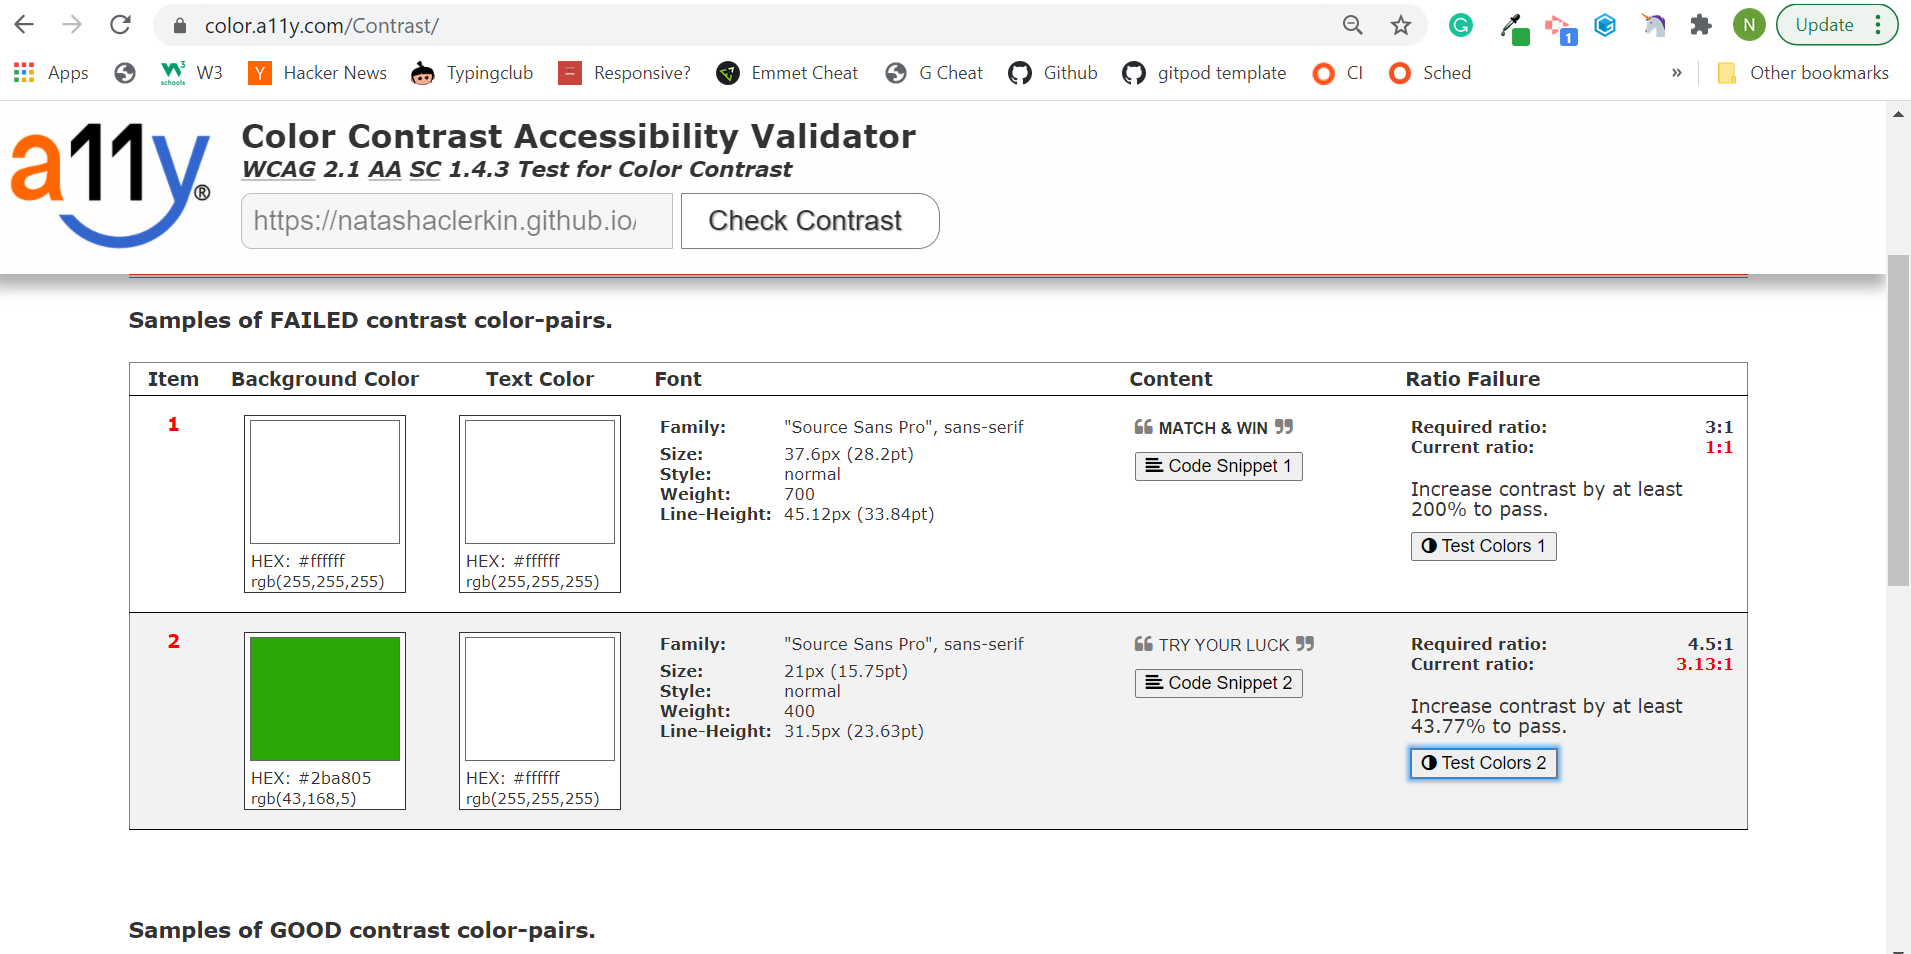 color.a11y.com/Contrast/
1
N
Update
Apps
W3 schools
W3
Y
Hacker News
Typingclub
Responsive?
Emmet Cheat
G Cheat
Github
gitpod template
CI
Sched
»
Other bookmarks
a11y®
Color Contrast Accessibility Validator
WCAG 2.1 AA SC 1.4.3 Test for Color Contrast
https://natashaclerkin.github.io/
Check Contrast
Samples of FAILED contrast color-pairs.
Item Background Color Text Color Font Content Ratio Failure
1
HEX: #ffffff
rgb(255,255,255)
HEX: #ffffff
rgb(255,255,255)
Family: "Source Sans Pro", sans-serif
Size: 37.6px (28.2pt)
Style: normal
Weight: 700
Line-Height: 45.12px (33.84pt)
❝ MATCH & WIN ❞
Code Snippet 1
Required ratio: 3:1
Current ratio: 1:1
Increase contrast by at least
200% to pass.
Test Colors 1
2
HEX: #2ba805
rgb(43,168,5)
HEX: #ffffff
rgb(255,255,255)
Family: "Source Sans Pro", sans-serif
Size: 21px (15.75pt)
Style: normal
Weight: 400
Line-Height: 31.5px (23.63pt)
❝ TRY YOUR LUCK ❞
Code Snippet 2
Required ratio: 4.5:1
Current ratio: 3.13:1
Increase contrast by at least
43.77% to pass.
Test Colors 2
Samples of GOOD contrast color-pairs.